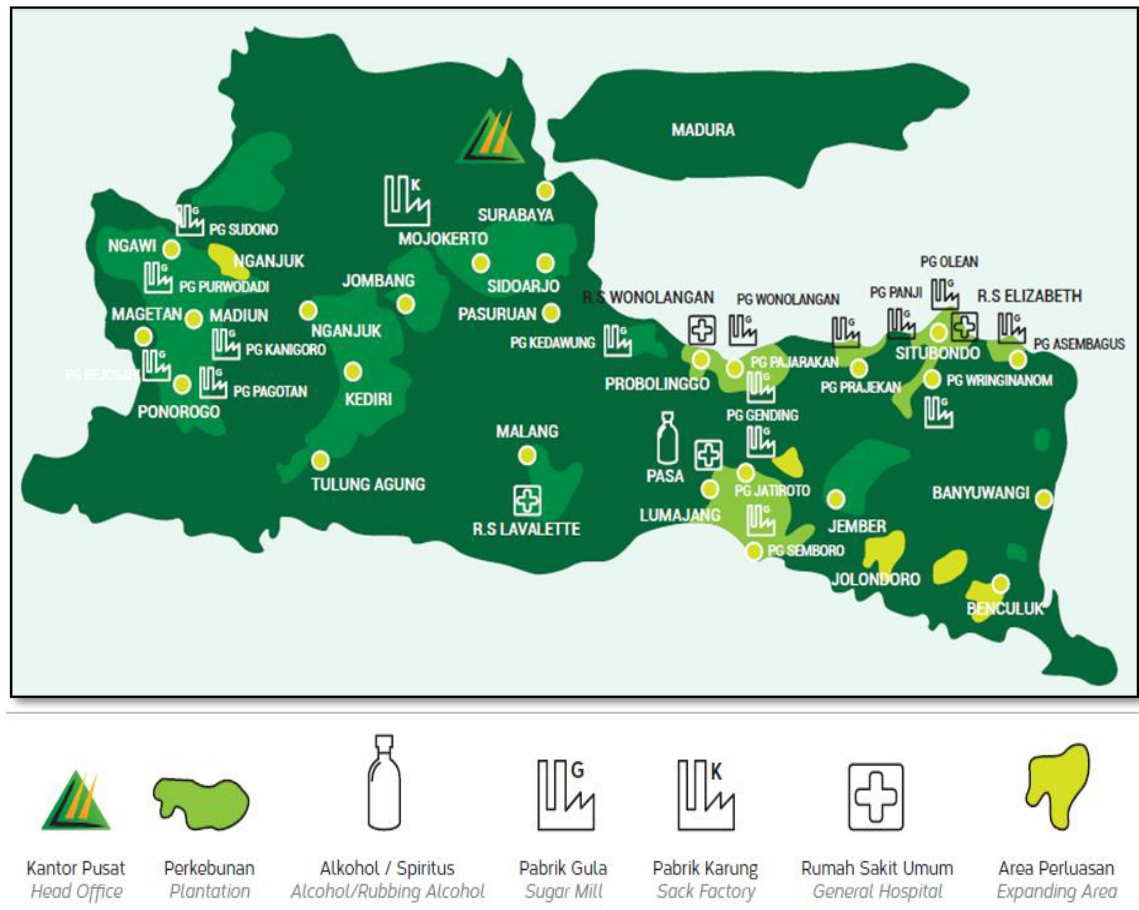 MADURA
K
SURABAYA
MOJOKERTO
G
PG SUDONO
NGAWI
NGANJUK
SIDOARJO
JOMBANG
G
PG PURWODADI
PG OLEAN
G
R.S WONOLANGAN
PG WONOLANGAN
G
PG PANJI
G
R.S ELIZABETH
G
MAGETAN
MADIUN
NGANJUK
PASURUAN
PG KEDAWUNG
G
G
SITUBONDO
PG ASEMBAGUS
G
PG KANIGORO
PG REJOSARI
G
PROBOLINGGO
PG PAJARAKAN
G
PG PRAJEKAN
PG WRINGINANOM
G
PONOROGO
G
PG PAGOTAN
KEDIRI
PG GENDING
G
MALANG
PASA
TULUNG AGUNG
PG JATIROTO
G
BANYUWANGI
LUMAJANG
JEMBER
R.S LAVALETTE
PG SEMBORO
JOLONDORO
BENCULUK
G
K
Kantor Pusat
Head Office
Perkebunan
Plantation
Alkohol / Spiritus
Alcohol/Rubbing Alcohol
Pabrik Gula
Sugar Mill
Pabrik Karung
Sack Factory
Rumah Sakit Umum
General Hospital
Area Perluasan
Expanding Area